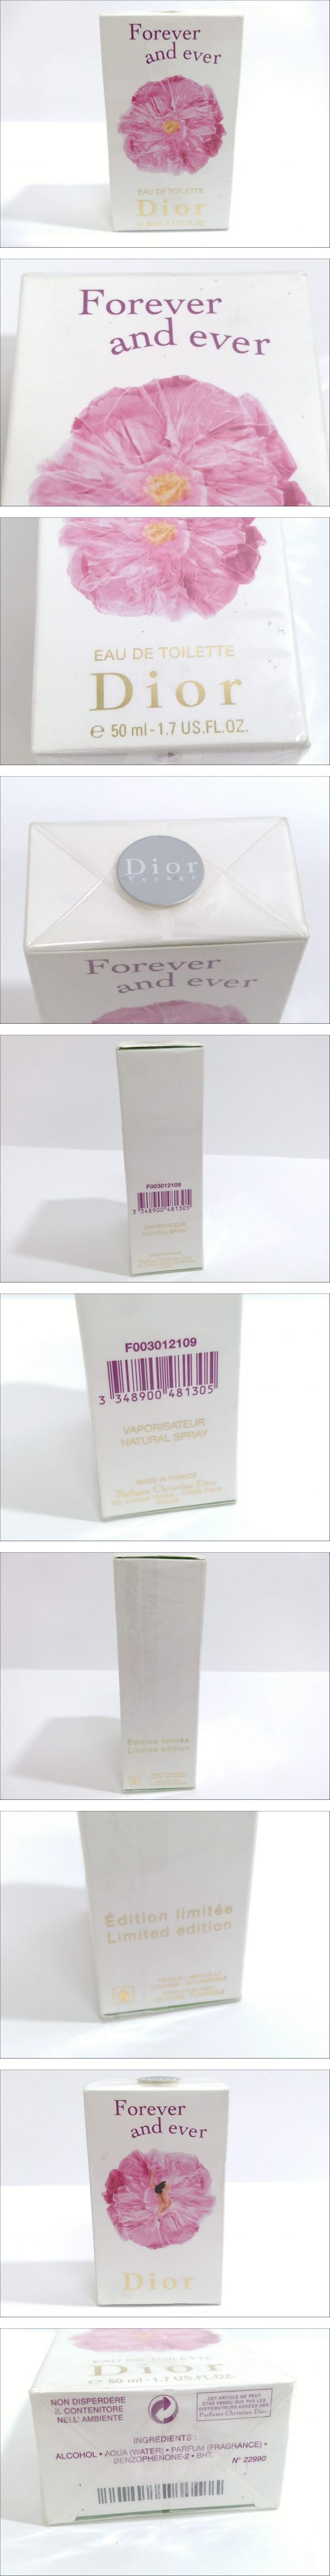 Forever
and ever
EAU DE TOILETTE
Dior
Forever
and ever
EAU DE TOILETTE
Dior
e 50 ml - 1.7 US.FL.OZ.
Dior
Voyage
Forever
and ever
F003012109
3 348900 481305
VAPORISATEUR
NATURAL SPRAY
F003012109
3 348900 481305
VAPORISATEUR
NATURAL SPRAY
MADE IN FRANCE
Parfums Christian Dior
France
Édition limitée
Limited edition
Édition limitée
Limited edition
Forever
and ever
Dior
EAU DE TOILETTE
Dior
e 50 ml - 1.7 US.FL.OZ.
NON DISPERDERE
IL CONTENITORE
NELL' AMBIENTE
CET ARTICLE NE PEUT
ÊTRE VENDU QUE PAR LES
DISTRIBUTEURS AGRÉÉS DES
Parfums Christian Dior
INGREDIENTS :
ALCOHOL • AQUA (WATER) • PARFUM (FRAGRANCE) •
BENZOPHENONE-2 • BHT.
N° 22990